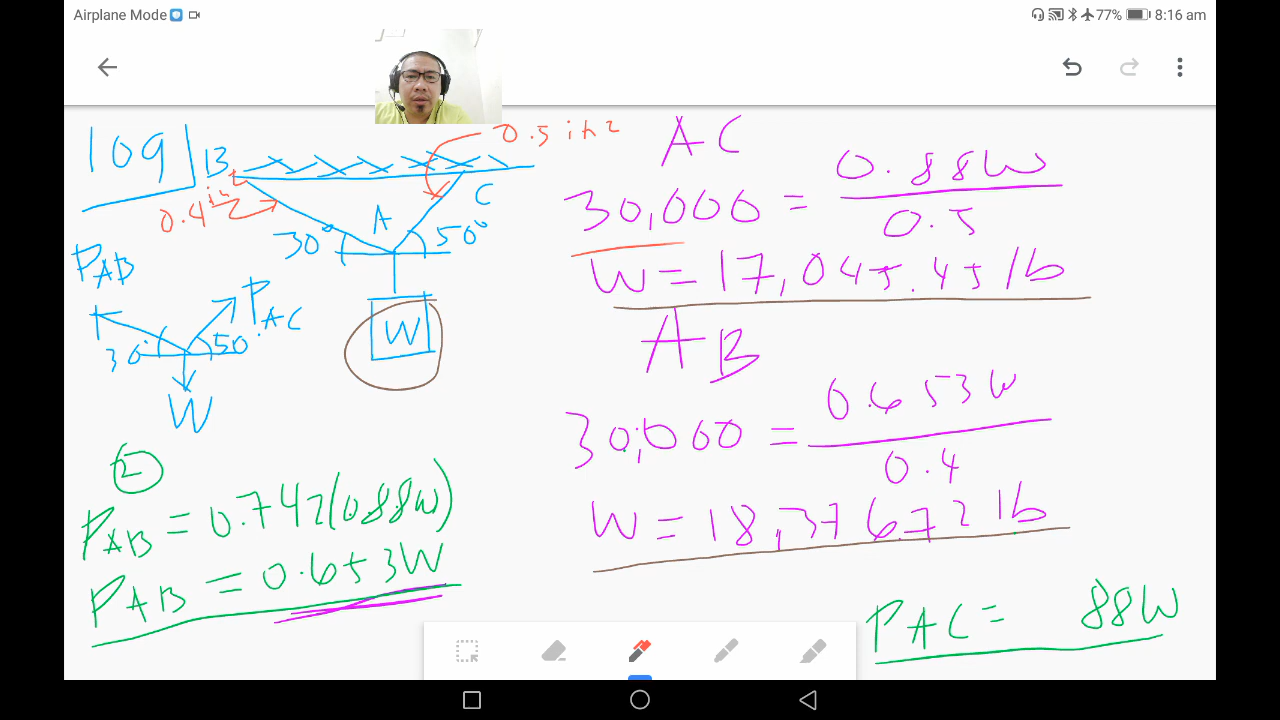 Airplane Mode
77% 8:16 am
109
B
0.5 in2
0.4 in2
C
A
30°
50°
W
PAB
PAC
30°
50°
W
2
PAB = 0.742(0.88W)
PAB = 0.653W
AC
30,000 = 0.88W
0.5
W = 17,045.45 lb
AB
30,000 = 0.653W
0.4
W = 18,376.72 lb
PAC = 88W